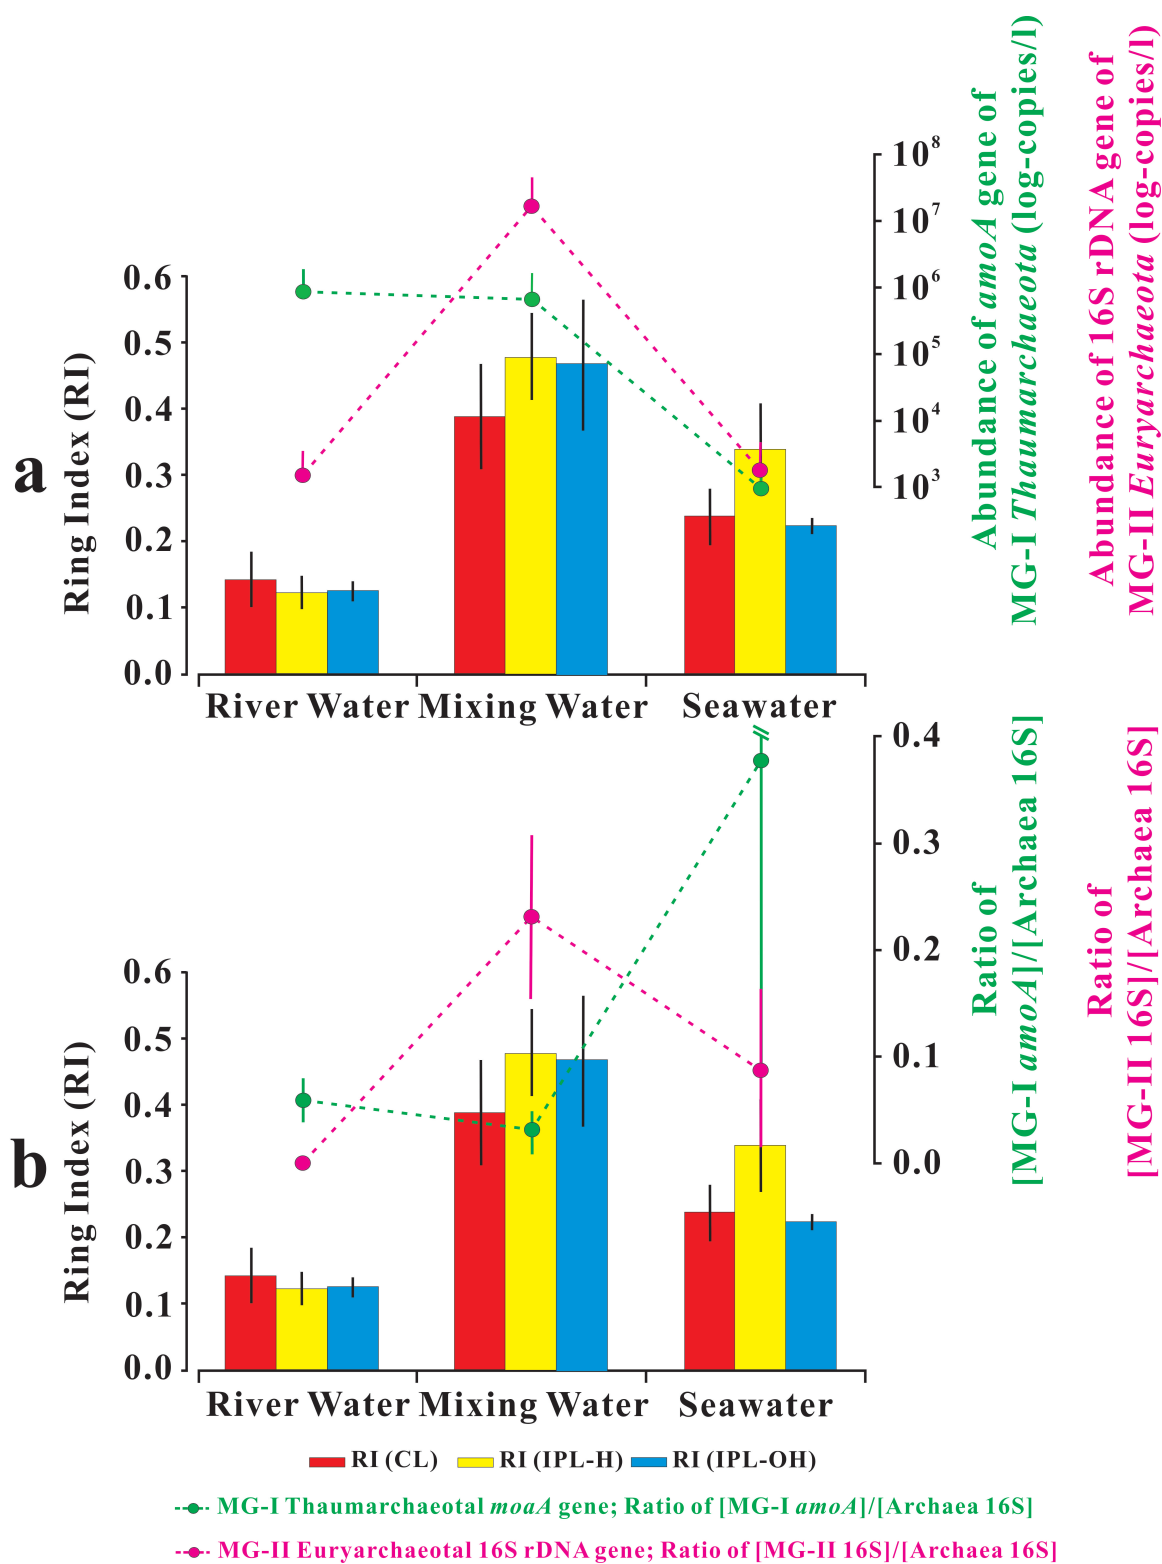 a
Ring Index (RI)
0.6
0.5
0.4
0.3
0.2
0.1
0.0
River Water Mixing Water Seawater
10⁸
10⁷
10⁶
10⁵
10⁴
10³
Abundance of amoA gene of
MG-I Thaumarchaeota (log-copies/l)
Abundance of 16S rDNA gene of
MG-II Euryarchaeota (log-copies/l)
b
Ring Index (RI)
0.6
0.5
0.4
0.3
0.2
0.1
0.0
River Water Mixing Water Seawater
0.4
0.3
0.2
0.1
0.0
Ratio of
[MG-I amoA]/[Archaea 16S]
Ratio of
[MG-II 16S]/[Archaea 16S]
RI (CL) RI (IPL-H) RI (IPL-OH)
MG-I Thaumarchaeotal moaA gene; Ratio of [MG-I amoA]/[Archaea 16S]
MG-II Euryarchaeotal 16S rDNA gene; Ratio of [MG-II 16S]/[Archaea 16S]